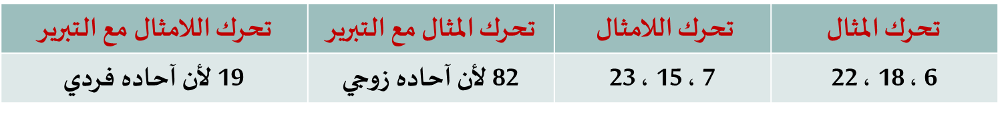 تحرك المثال تحرك اللامثال تحرك المثال مع التبرير تحرك اللامثال مع التبرير
6 ، 18 ، 22 7 ، 15 ، 23 82 لأن آحاده زوجي 19 لأن آحاده فردي